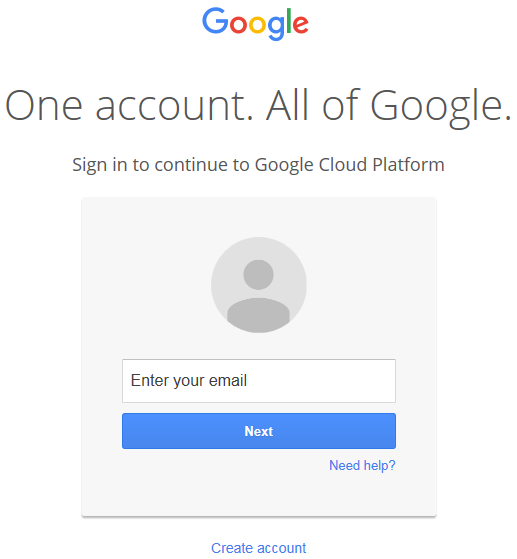 Google
One account. All of Google.
Sign in to continue to Google Cloud Platform
Enter your email
Next
Need help?
Create account